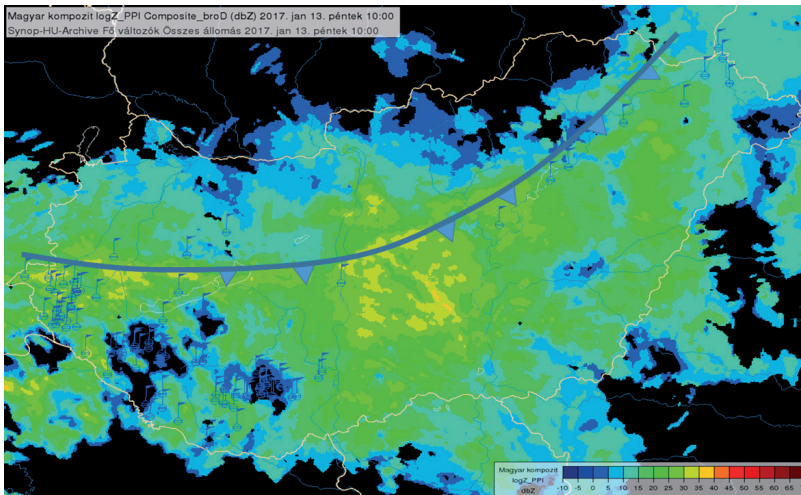 Magyar kompozit logZ_PPI Composite_broD (dbZ) 2017. jan 13. péntek 10:00
Synop-HU-Archive Fő változók Összes állomás 2017. jan 13. péntek 10:00
Magyar kompozit
logZ_PPI
dbZ
-10 -5 0 5 10 15 20 25 30 35 40 45 50 55 60 65